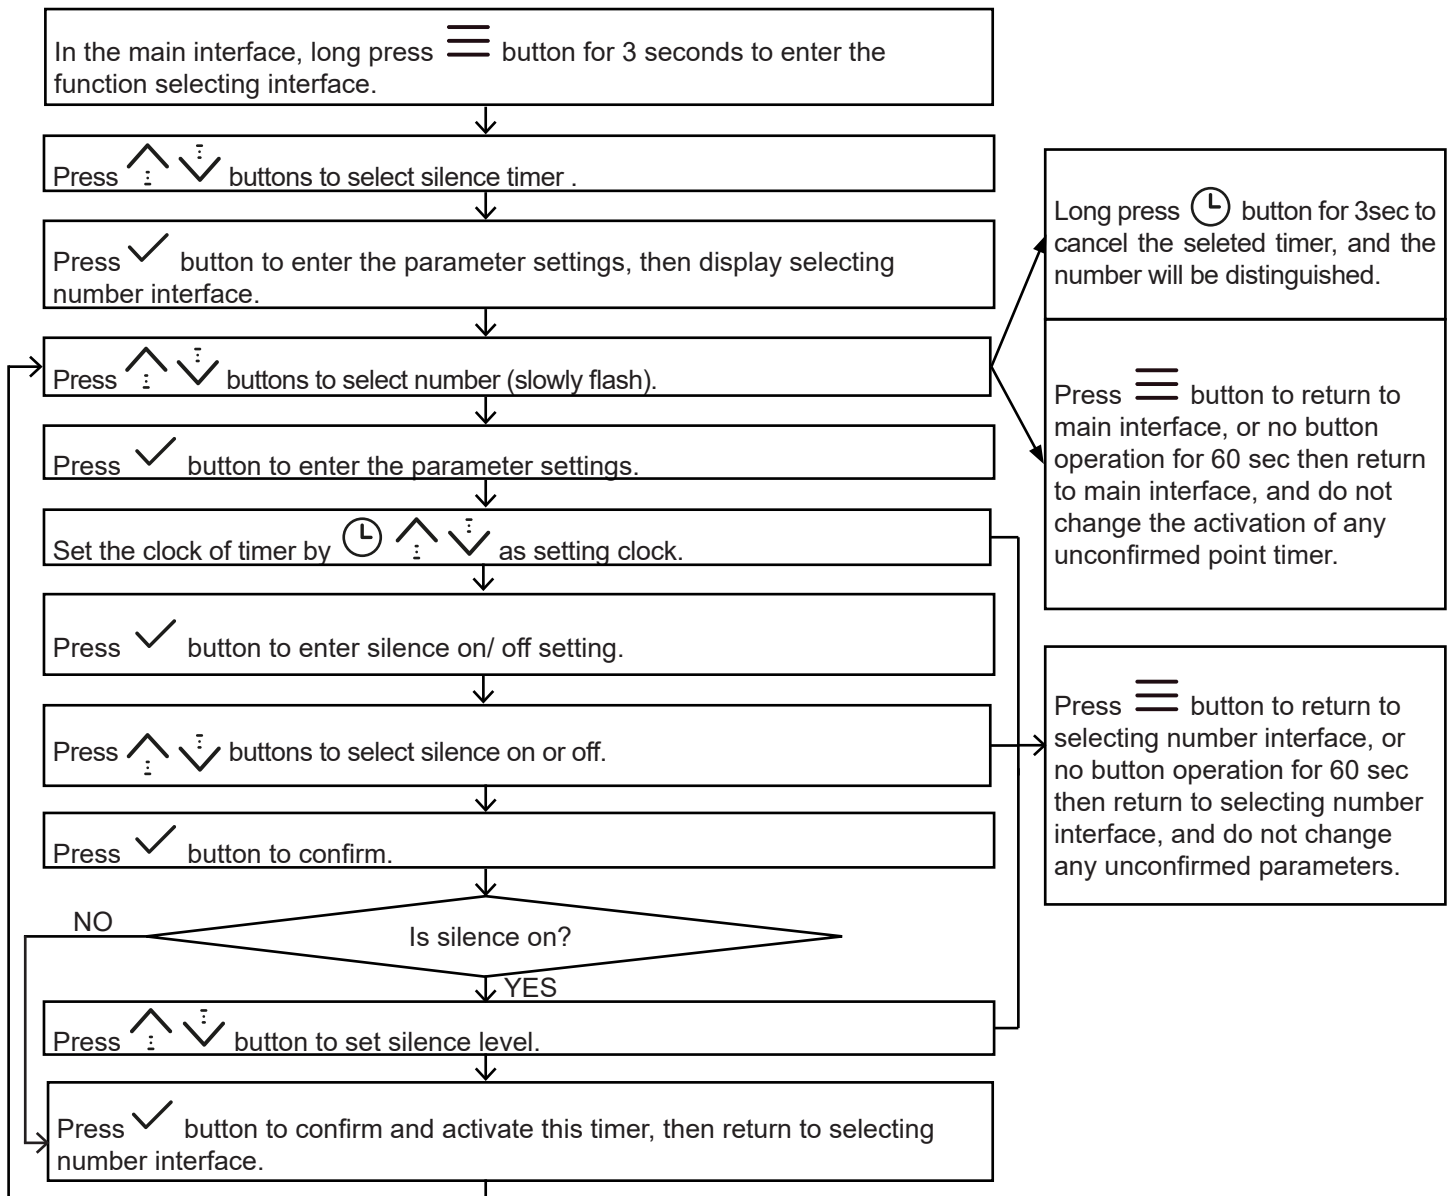 In the main interface, long press button for 3 seconds to enter the
function selecting interface.
Press buttons to select silence timer .
Press button to enter the parameter settings, then display selecting
number interface.
Long press button for 3sec to
cancel the seleted timer, and the
number will be distinguished.
Press buttons to select number (slowly flash).
Press button to return to
main interface, or no button
operation for 60 sec then return
to main interface, and do not
change the activation of any
unconfirmed point timer.
Press button to enter the parameter settings.
Set the clock of timer by as setting clock.
Press button to enter silence on/ off setting.
Press buttons to select silence on or off.
Press button to return to
selecting number interface, or
no button operation for 60 sec
then return to selecting number
interface, and do not change
any unconfirmed parameters.
Press button to confirm.
NO
Is silence on?
YES
Press button to set silence level.
Press button to confirm and activate this timer, then return to selecting
number interface.